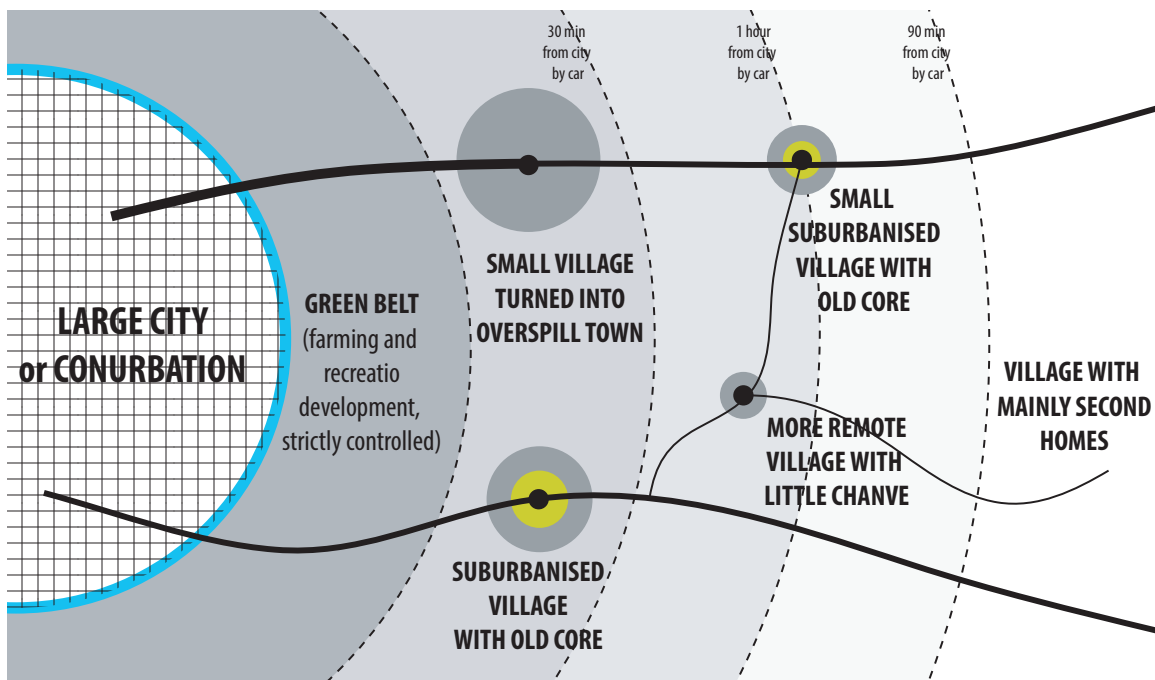 30 min
from city
by car
1 hour
from city
by car
90 min
from city
by car
SMALL
SUBURBANISED
VILLAGE WITH
OLD CORE
SMALL VILLAGE
TURNED INTO
OVERSPILL TOWN
GREEN BELT
(farming and
recreatio
development,
strictly controlled)
LARGE CITY
or CONURBATION
VILLAGE WITH
MAINLY SECOND
HOMES
MORE REMOTE
VILLAGE WITH
LITTLE CHANVE
SUBURBANISED
VILLAGE
WITH OLD CORE